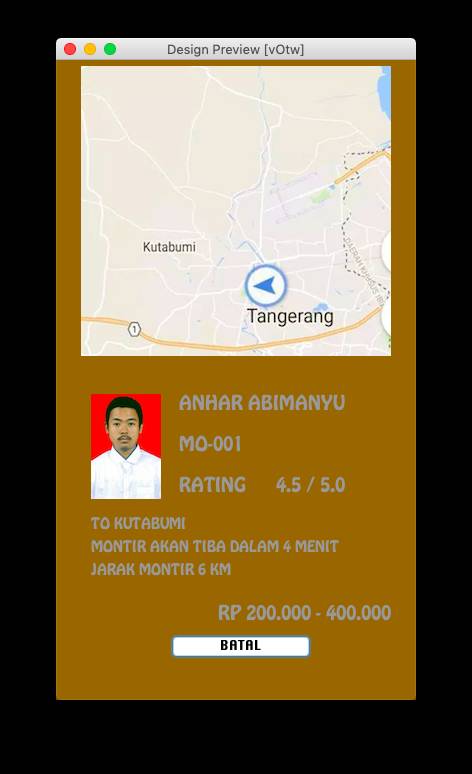 Design Preview [vOtw]
Kutabumi
Tangerang
1
ANHAR ABIMANYU
MO-001
RATING 4.5 / 5.0
TO KUTABUMI
MONTIR AKAN TIBA DALAM 4 MENIT
JARAK MONTIR 6 KM
RP 200.000 - 400.000
BATAL